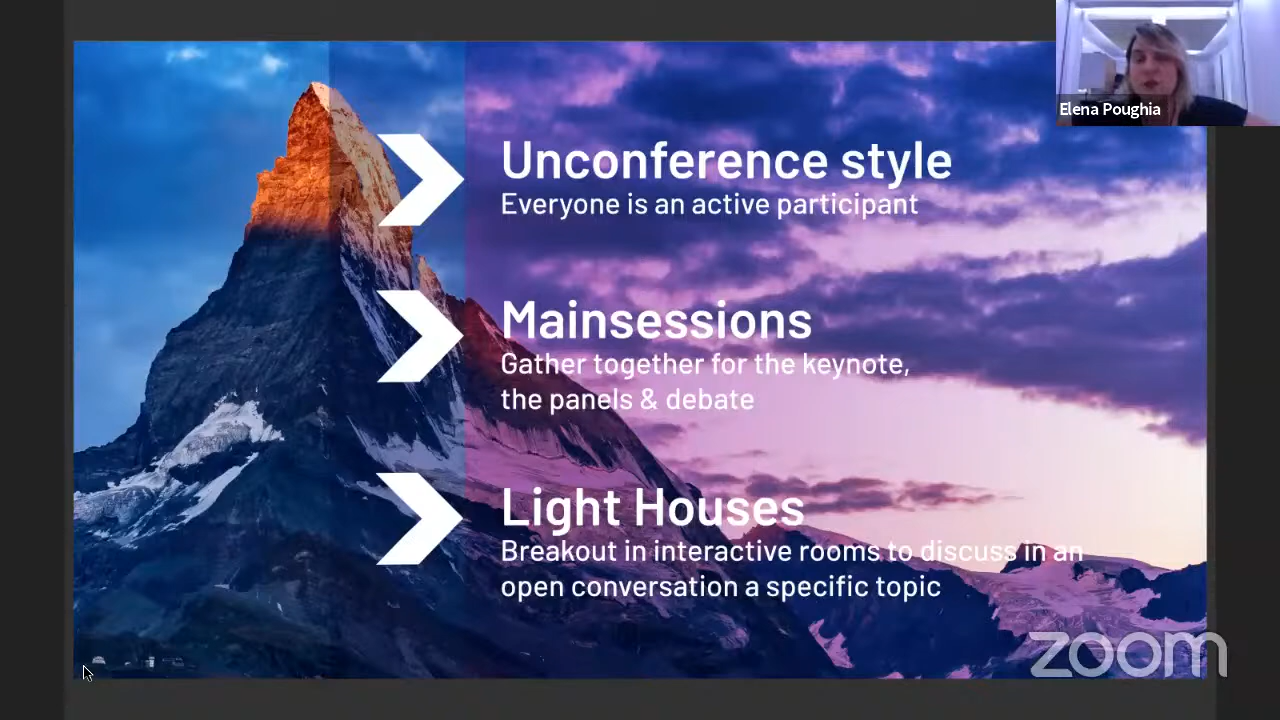 Elena Poughia
Unconference style
Everyone is an active participant
Mainsessions
Gather together for the keynote,
the panels & debate
Light Houses
Breakout in interactive rooms to discuss in an
open conversation a specific topic
zoom